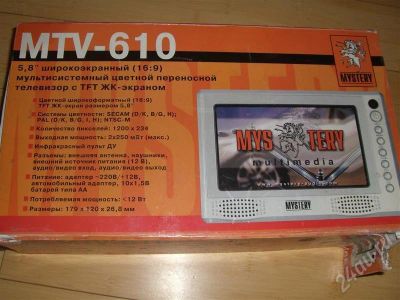 MTV-610
5,8" широкоэкранный (16:9)
мультисистемный цветной переносной
телевизор с TFT ЖК-экраном
MYSTERY
Цветной широкоформатный (16:9)
TFT ЖК-экран размером 5,8"
Системы цветности: SECAM (D/K, B/G, H);
PAL (D/K, B/G, I, H); NTSC-M
Количество пикселей: 1200 x 234
Выходная мощность: 2x250 мВт (макс.)
Инфракрасный пульт ДУ
Разъемы: внешняя антенна, наушники,
внешний источник питания (12 В),
аудио/видео вход, аудио/видео выход
Питание: адаптер ~220В/+12В,
автомобильный адаптер, 10x1,5В
батарей типа АА
Потребляемая мощность: <12 Вт
Размеры: 179 x 120 x 28,8 мм
MYSTERY
multimedia
MYSTERY
24au.ru